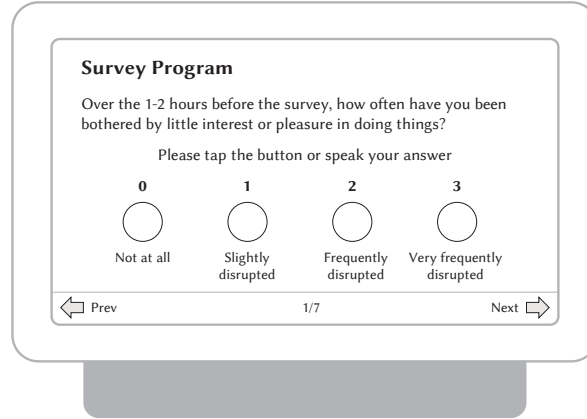 Survey Program
Over the 1-2 hours before the survey, how often have you been
bothered by little interest or pleasure in doing things?
Please tap the button or speak your answer
0 1 2 3
Not at all Slightly Frequently Very frequently
disrupted disrupted disrupted
Prev 1/7 Next